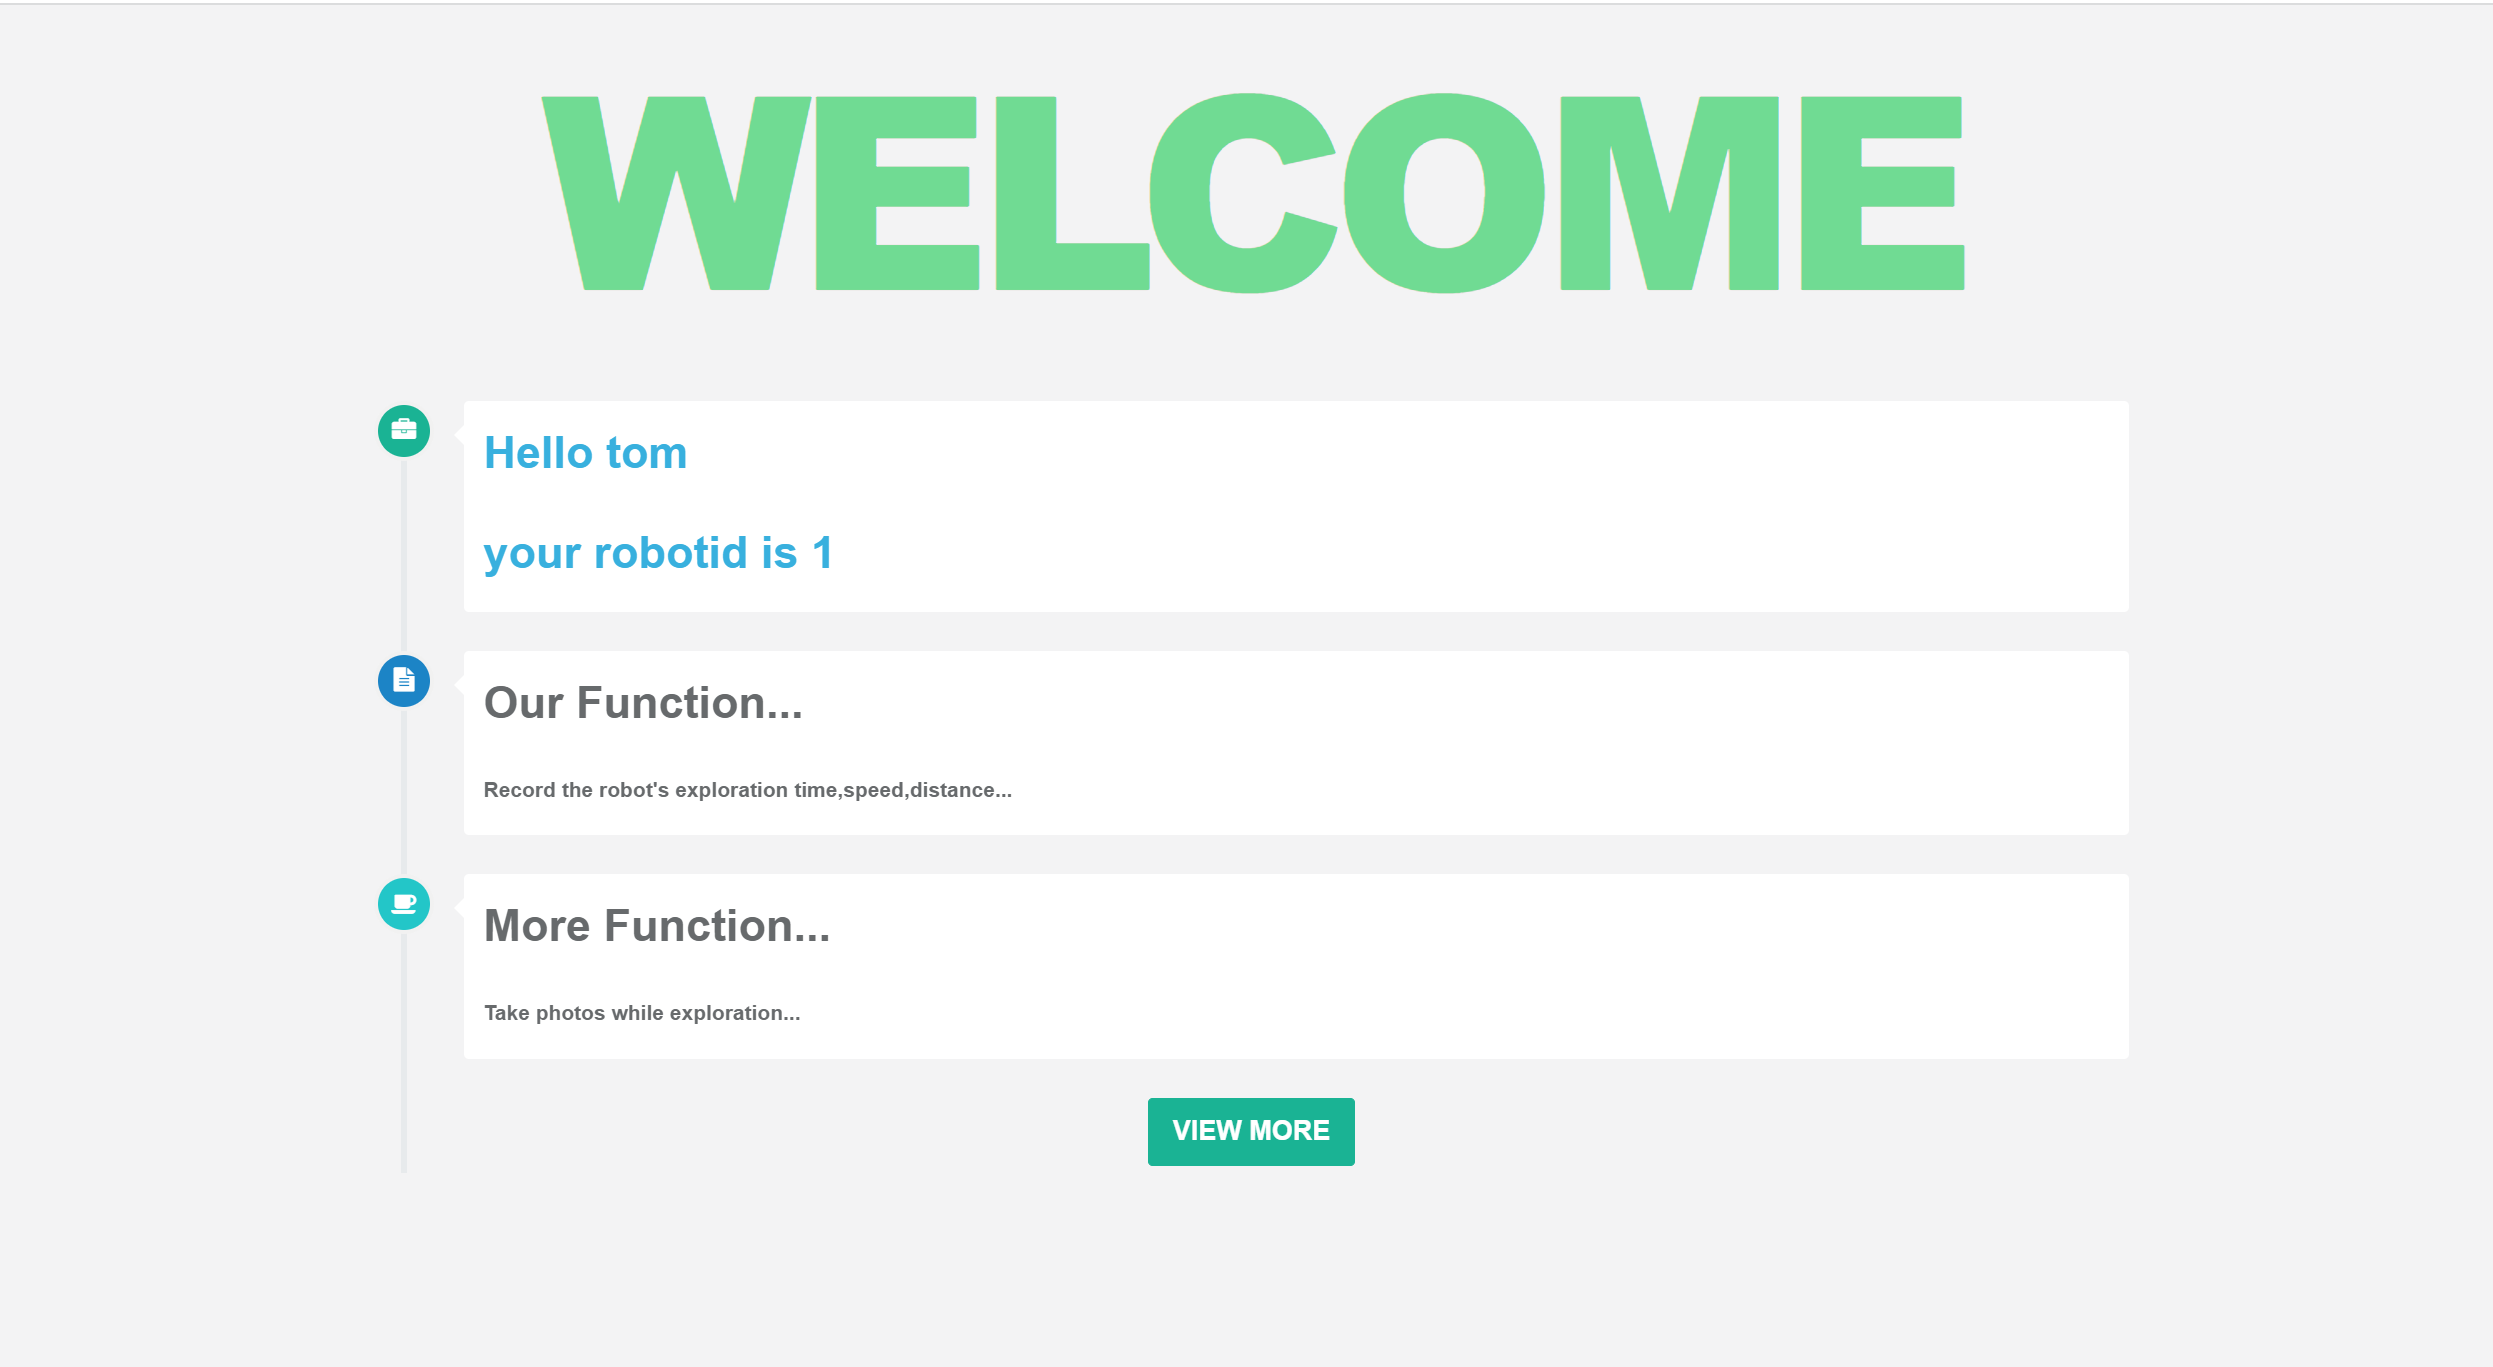 WELCOME
Hello tom
your robotid is 1
Our Function...
Record the robot's exploration time,speed,distance...
More Function...
Take photos while exploration...
VIEW MORE